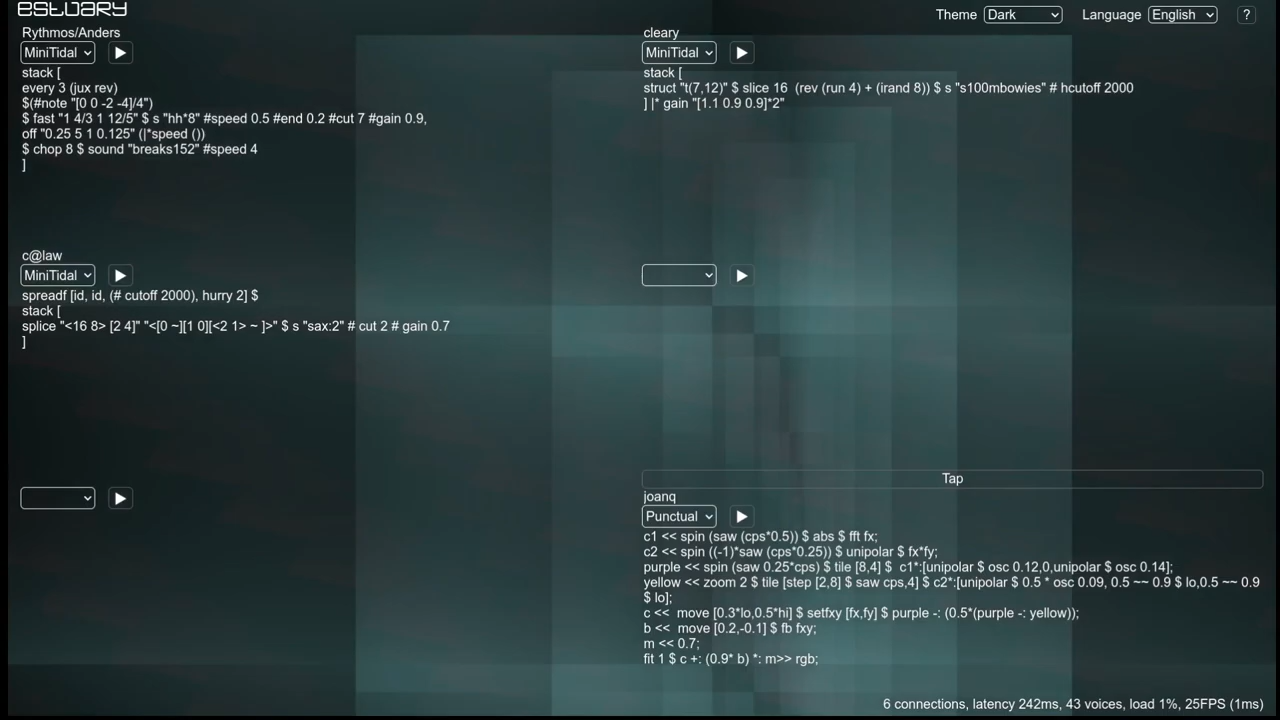 estuary
Theme Dark Language English ?
Rythmos/Anders
MiniTidal
stack [
every 3 (jux rev)
$(#note "[0 0 -2 -4]/4")
$ fast "1 4/3 1 12/5" $ s "hh*8" #speed 0.5 #end 0.2 #cut 7 #gain 0.9,
off "0.25 5 1 0.125" (|*speed ())
$ chop 8 $ sound "breaks152" #speed 4
]
cleary
MiniTidal
stack [
struct "t(7,12)" $ slice 16  (rev (run 4) + (irand 8)) $ s "s100mbowies" # hcutoff 2000
] |* gain "[1.1 0.9 0.9]*2"
c@law
MiniTidal
spreadf [id, id, (# cutoff 2000), hurry 2] $
stack [
splice "<16 8> [2 4]" "<[0 ~][1 0][<2 1> ~ ]>" $ s "sax:2" # cut 2 # gain 0.7
]
Tap
joanq
Punctual
c1 << spin (saw (cps*0.5)) $ abs $ fft fx;
c2 << spin ((-1)*saw (cps*0.25)) $ unipolar $ fx*fy;
purple << spin (saw 0.25*cps) $ tile [8,4] $  c1*:[unipolar $ osc 0.12,0,unipolar $ osc 0.14];
yellow << zoom 2 $ tile [step [2,8] $ saw cps,4] $ c2*:[unipolar $ 0.5 * osc 0.09, 0.5 ~~ 0.9 $ lo,0.5 ~~ 0.9
$ lo];
c <<  move [0.3*lo,0.5*hi] $ setfxy [fx,fy] $ purple -: (0.5*(purple -: yellow));
b <<  move [0.2,-0.1] $ fb fxy;
m << 0.7;
fit 1 $ c +: (0.9* b) *: m>> rgb;
6 connections, latency 242ms, 43 voices, load 1%, 25FPS (1ms)